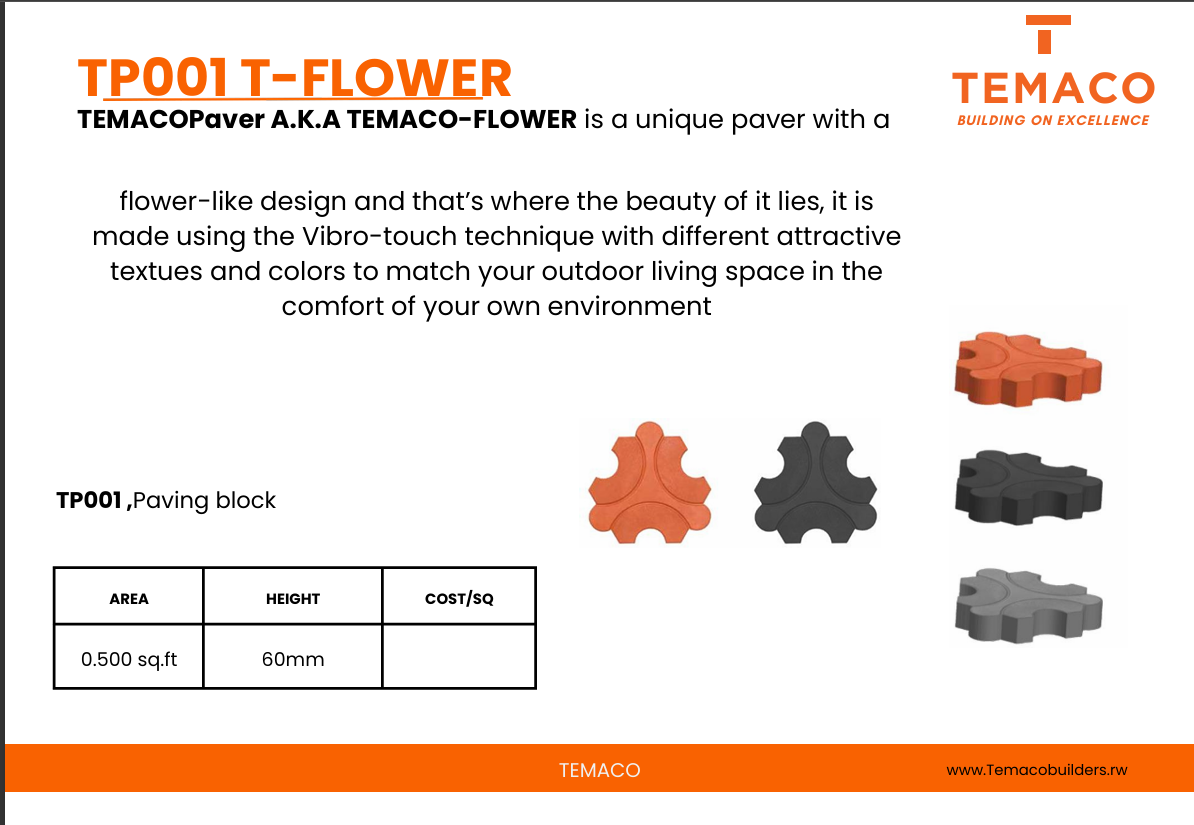 TP001 T-FLOWER
TEMACO
BUILDING ON EXCELLENCE
TEMACOPaver A.K.A TEMACO-FLOWER is a unique paver with a
flower-like design and that’s where the beauty of it lies, it is
made using the Vibro-touch technique with different attractive
textues and colors to match your outdoor living space in the
comfort of your own environment
TP001 ,Paving block
AREA HEIGHT COST/SQ
0.500 sq.ft 60mm
TEMACO
www.Temacobuilders.rw